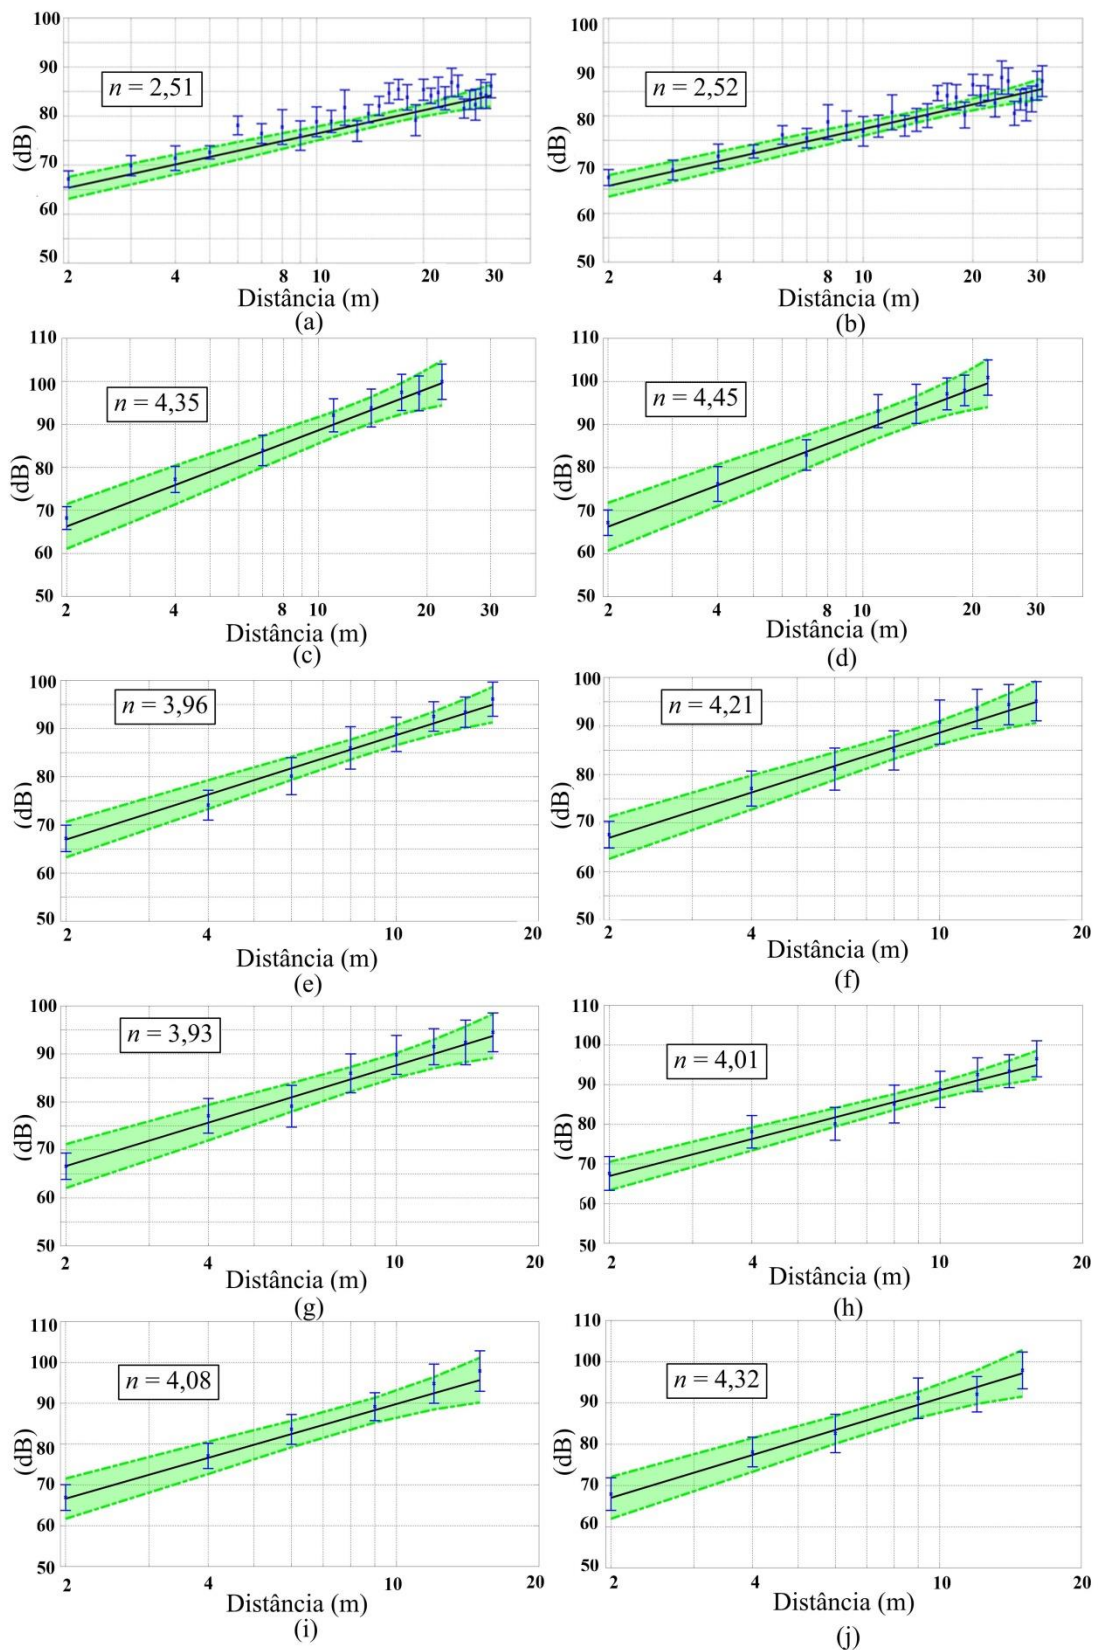 100
90
80
70
60
50
(dB)
n = 2,51
2
4
8
10
20
30
Distância (m)
(a)
100
90
80
70
60
50
(dB)
n = 2,52
2
4
8
10
20
30
Distância (m)
(b)
110
100
90
80
70
60
50
(dB)
n = 4,35
2
4
8
10
20
30
Distância (m)
(c)
110
100
90
80
70
60
50
(dB)
n = 4,45
2
4
8
10
20
30
Distância (m)
(d)
100
90
80
70
60
50
(dB)
n = 3,96
2
4
10
20
Distância (m)
(e)
100
90
80
70
60
50
(dB)
n = 4,21
2
4
10
20
Distância (m)
(f)
100
90
80
70
60
50
(dB)
n = 3,93
2
4
10
20
Distância (m)
(g)
110
100
90
80
70
60
50
(dB)
n = 4,01
2
4
10
20
Distância (m)
(h)
110
100
90
80
70
60
50
(dB)
n = 4,08
2
4
10
20
Distância (m)
(i)
110
100
90
80
70
60
50
(dB)
n = 4,32
2
4
10
20
Distância (m)
(j)